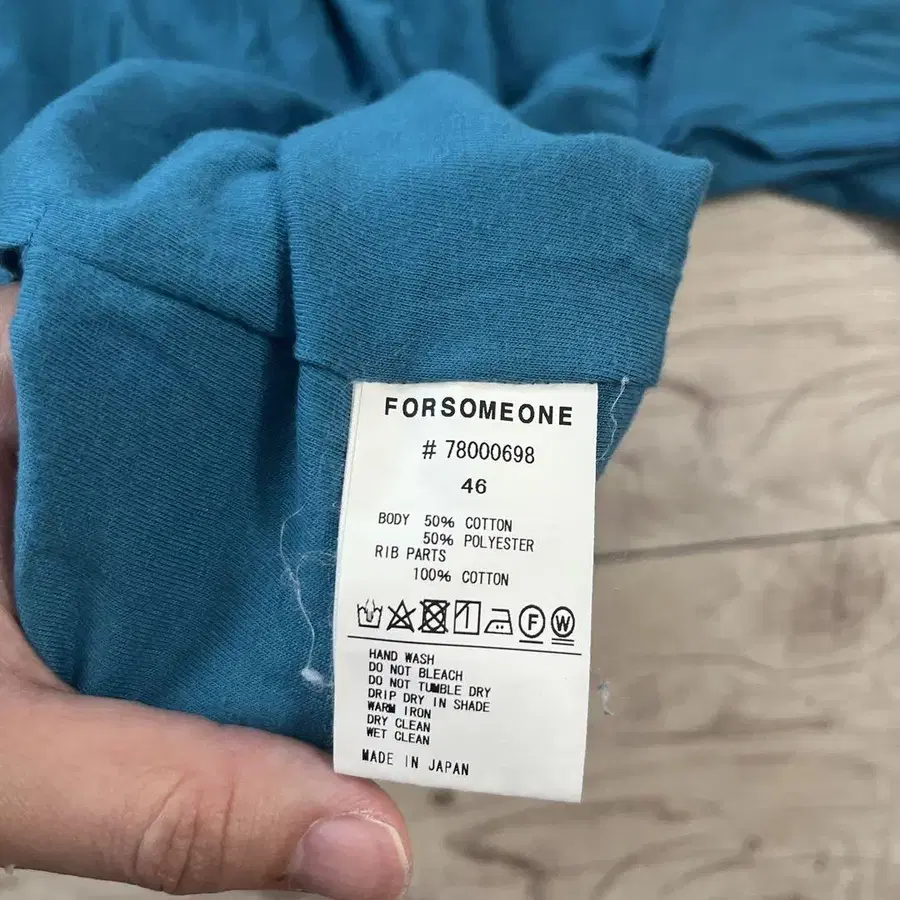 FORSOMEONE
# 78000698
46
BODY 50% COTTON
50% POLYESTER
RIB PARTS
100% COTTON
F W
HAND WASH
DO NOT BLEACH
DO NOT TUMBLE DRY
DRIP DRY IN SHADE
WARM IRON
DRY CLEAN
WET CLEAN
MADE IN JAPAN